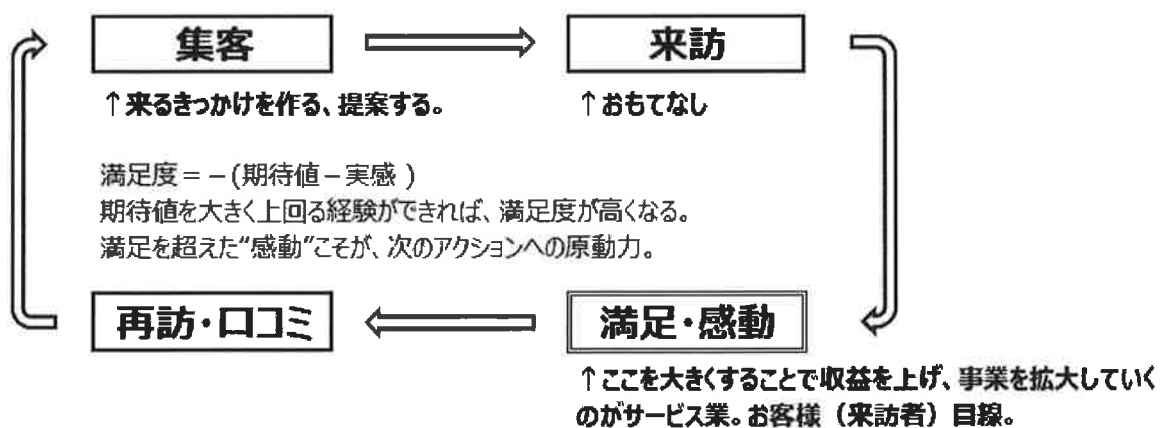 集客
来訪
↑来るきっかけを作る、提案する。
↑おもてなし
満足度＝－(期待値－実感 )
期待値を大きく上回る経験ができれば、満足度が高くなる。
満足を超えた“感動”こそが、次のアクションへの原動力。
再訪・口コミ
満足・感動
↑ここを大きくすることで収益を上げ、事業を拡大していく
のがサービス業。お客様（来訪者）目線。